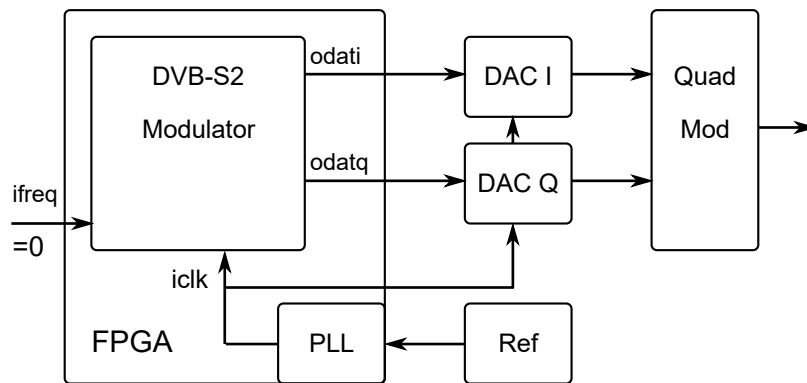 DVB-S2
Modulator
odati
DAC I
Quad
Mod
odatq
DAC Q
ifreq
=0
iclk
FPGA
PLL
Ref